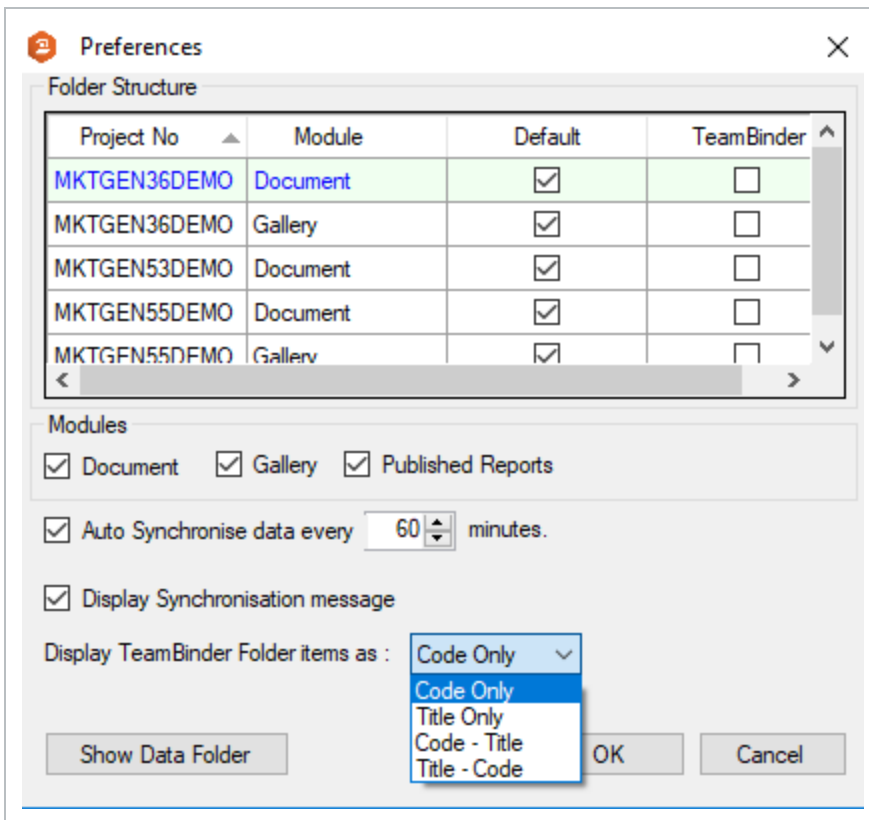 Preferences
Folder Structure
Project No Module Default TeamBinder
MKTGEN36DEMO Document
MKTGEN36DEMO Gallery
MKTGEN53DEMO Document
MKTGEN55DEMO Document
MKTGEN55DEMO Gallery
Modules
Document Gallery Published Reports
Auto Synchronise data every 60 minutes.
Display Synchronisation message
Display TeamBinder Folder items as : Code Only
Code Only
Title Only
Code - Title
Title - Code
Show Data Folder OK Cancel